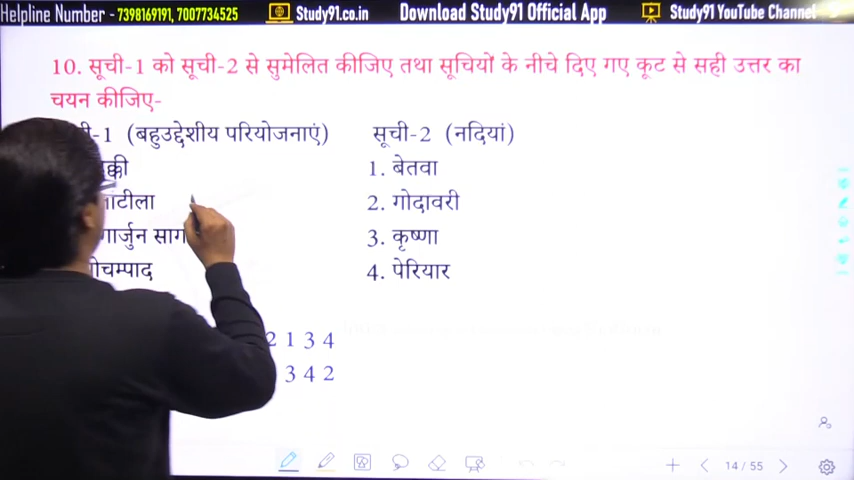 Helpline Number - 7398169191, 7007734525 Study91.co.in Download Study91 Official App Study91 YouTube Channel
10. सूची-1 को सूची-2 से सुमेलित कीजिए तथा सूचियों के नीचे दिए गए कूट से सही उत्तर का
चयन कीजिए-
(बहुउद्देशीय परियोजनाएं) सूची-2 (नदियां)
1. बेतवा
2. गोदावरी
3. कृष्णा
4. पेरियार
2 1 3 4
3 4 2
14 / 55